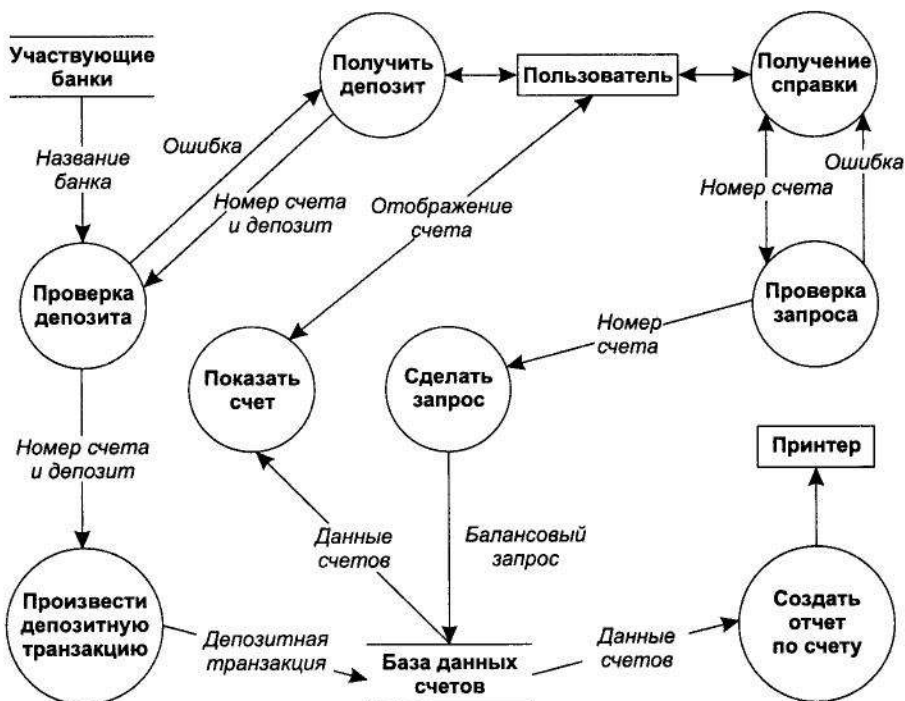 Участвующие
банки
Получить
депозит
Пользователь
Получение
справки
Название
банка
Ошибка
Номер счета
и депозит
Отображение
счета
Номер счета
Ошибка
Проверка
депозита
Показать
счет
Сделать
запрос
Номер
счета
Проверка
запроса
Номер счета
и депозит
Принтер
Данные
счетов
Балансовый
запрос
Произвести
депозитную
транзакцию
Депозитная
транзакция
База данных
счетов
Данные
счетов
Создать
отчет
по счету